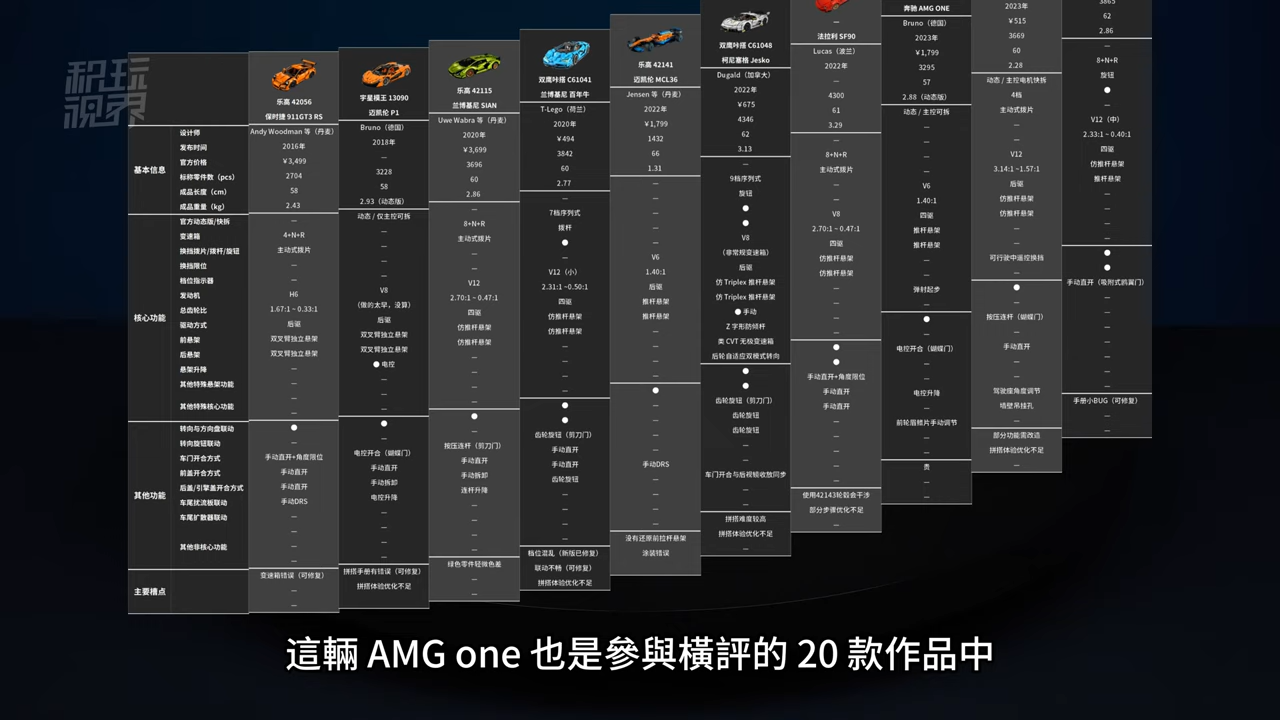 积玩
视界
基本信息
设计师
发布时间
官方价格
标称零件数（pcs）
成品长度（cm）
成品重量（kg）
核心功能
官方动态版/快拆
变速箱
换挡拨片/拨杆/旋钮
换挡限位
档位指示器
发动机
总齿轮比
驱动方式
前悬架
后悬架
悬架升降
其他特殊悬架功能
其他特殊核心功能
其他功能
转向与方向盘联动
转向旋钮联动
车门开合方式
前盖开合方式
后盖/引擎盖开合方式
车尾扰流板联动
车尾扩散器联动
其他非核心功能
主要槽点
乐高 42056
保时捷 911GT3 RS
Andy Woodman 等（丹麦）
2016年
￥3,499
2704
58
2.43
—
4+N+R
主动式拨片
—
—
H6
1.67:1 ~ 0.33:1
后驱
双叉臂独立悬架
双叉臂独立悬架
—
—
—
●
—
手动直开+角度限位
手动直开
手动直开
手动DRS
—
—
—
—
变速箱错误（可修复）
—
—
宇星模王 13090
迈凯伦 P1
Bruno（德国）
2018年
—
3228
58
2.93（动态版）
动态 / 仅主控可拆
—
—
—
—
V8
（做的太早，没算）
后驱
双叉臂独立悬架
双叉臂独立悬架
● 电控
—
—
—
●
—
电控开合（蝴蝶门）
手动直开
手动拆卸
电控升降
—
—
—
—
拼搭手册有错误（可修复）
拼搭体验优化不足
乐高 42115
兰博基尼 SIAN
Uwe Wabra 等（丹麦）
2020年
￥3,699
3696
60
2.86
—
8+N+R
主动式拨片
—
—
V12
2.70:1 ~ 0.47:1
四驱
仿推杆悬架
仿推杆悬架
—
—
—
—
●
—
按压连杆（剪刀门）
手动直开
手动拆卸
连杆升降
—
—
—
—
绿色零件轻微色差
—
—
双鹰咔搭 C61041
兰博基尼 百年牛
T-Lego（荷兰）
2020年
￥494
3842
60
2.77
—
7档序列式
拨杆
●
—
V12（小）
2.31:1 ~0.50:1
四驱
仿推杆悬架
仿推杆悬架
—
—
—
—
●
●
齿轮旋钮（剪刀门）
手动直开
手动直开
齿轮旋钮
—
—
—
—
档位混乱（新版已修复）
联动不畅（可修复）
拼搭体验优化不足
乐高 42141
迈凯伦 MCL36
Jensen 等（丹麦）
2022年
￥1,799
1432
66
1.31
—
—
—
—
—
V6
1.40:1
后驱
推杆悬架
推杆悬架
—
—
—
—
●
—
—
—
—
手动DRS
—
—
—
—
没有还原前拉杆悬架
涂装错误
双鹰咔搭 C61048
柯尼塞格 Jesko
Dugald（加拿大）
2022年
￥675
4346
62
3.13
—
9档序列式
旋钮
●
●
V8
（非常规变速箱）
后驱
仿 Triplex 推杆悬架
仿 Triplex 推杆悬架
● 手动
Z 字形防倾杆
类 CVT 无极变速箱
后轮自适应双模式转向
●
●
齿轮旋钮（剪刀门）
齿轮旋钮
齿轮旋钮
—
—
车门开合与后视镜收放同步
—
—
拼搭难度较高
拼搭体验优化不足
—
—
法拉利 SF90
Lucas（波兰）
2022年
—
4300
61
3.29
—
8+N+R
主动式拨片
—
—
V8
2.70:1 ~ 0.47:1
四驱
仿推杆悬架
仿推杆悬架
—
—
—
—
●
●
手动直开+角度限位
手动直开
手动直开
—
—
—
—
—
使用42143轮毂会干涉
部分步骤优化不足
—
奔驰 AMG ONE
Bruno（德国）
2023年
￥1,799
3295
57
2.88（动态版）
动态 / 主控可拆
—
—
—
—
V6
1.40:1
四驱
推杆悬架
推杆悬架
—
—
弹射起步
—
●
—
电控开合（蝴蝶门）
—
—
电控升降
—
前轮眉修片手动调节
—
—
贵
—
—
2023年
￥515
3669
60
2.28
动态 / 主控电机快拆
4档
主动式拨片
—
—
V12
3.14:1 ~1.57:1
后驱
仿推杆悬架
仿推杆悬架
—
—
可行驶中遥控换挡
—
●
—
按压连杆（蝴蝶门）
—
手动直开
—
—
驾驶座角度调节
墙壁吊挂孔
—
部分功能需改造
拼搭体验优化不足
—
3865
62
2.86
—
8+N+R
旋钮
●
—
V12（中）
2.33:1 ~ 0.40:1
四驱
仿推杆悬架
推杆悬架
—
—
—
—
●
●
手动直开（吸附式鸥翼门）
—
—
—
—
—
—
—
手册小BUG（可修复）
—
—
這輛 AMG one 也是參與橫評的 20 款作品中